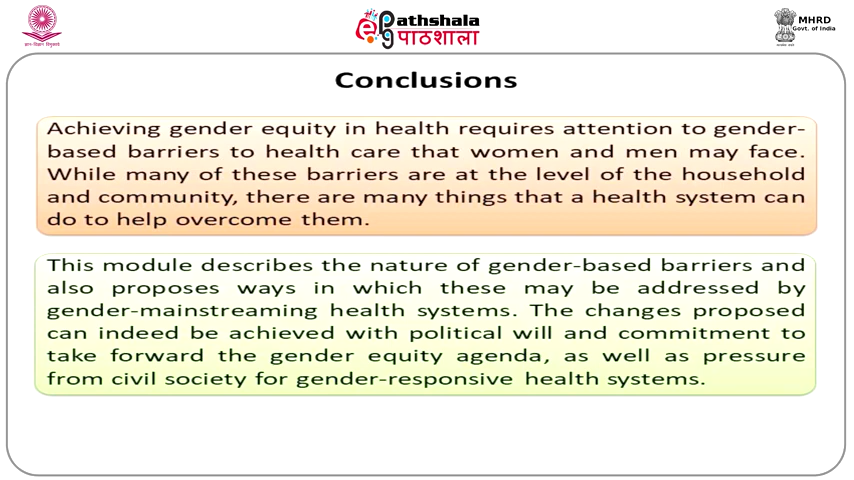 ePathshala
पाठशाला
MHRD
Govt. of India
Conclusions
Achieving gender equity in health requires attention to gender-
based barriers to health care that women and men may face.
While many of these barriers are at the level of the household
and community, there are many things that a health system can
do to help overcome them.
This module describes the nature of gender-based barriers and
also proposes ways in which these may be addressed by
gender-mainstreaming health systems. The changes proposed
can indeed be achieved with political will and commitment to
take forward the gender equity agenda, as well as pressure
from civil society for gender-responsive health systems.